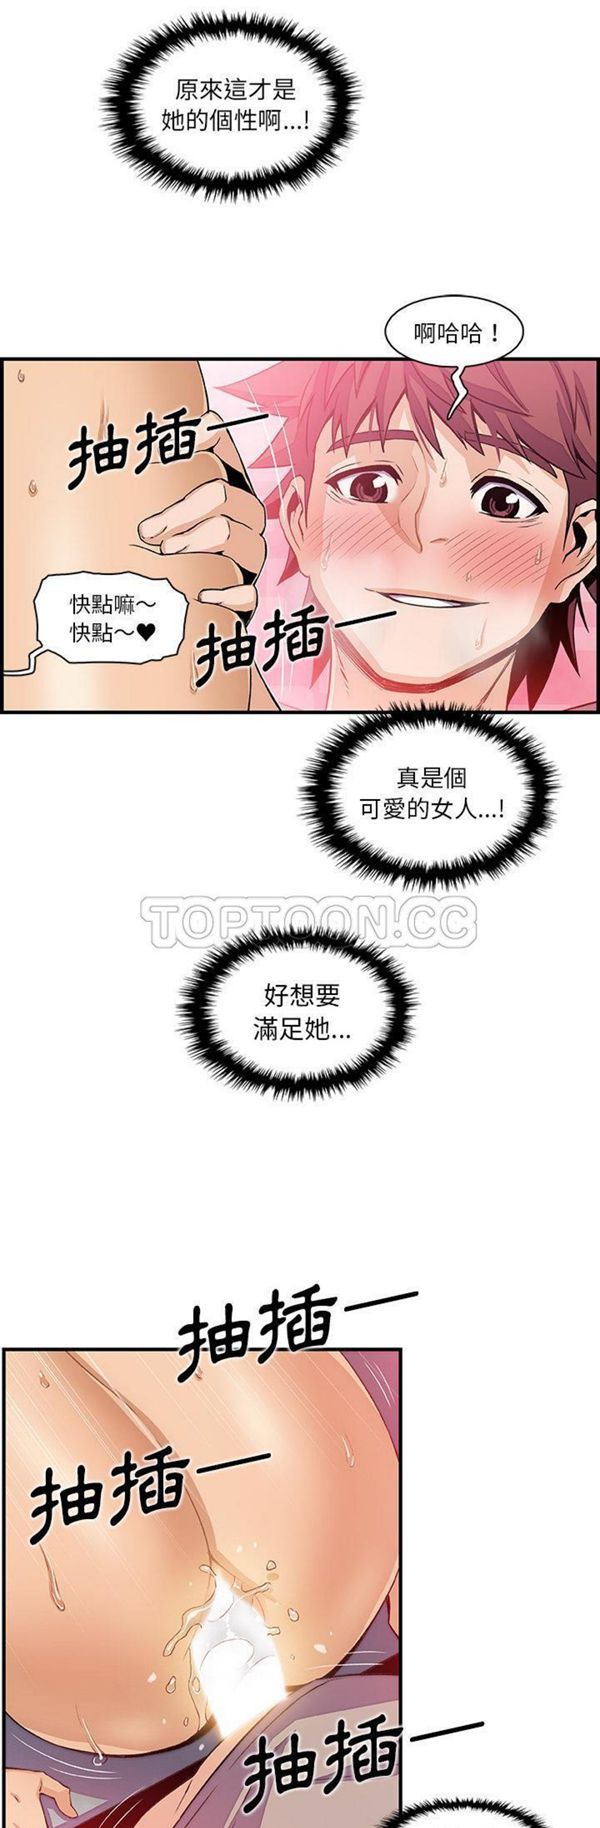 原來這才是
她的個性啊...!
啊哈哈！
抽插一
快點嘛～
快點～♥
抽插一
真是個
可愛的女人...!
TOPTOON.CC
好想要
滿足她...
抽插一
抽插一
抽插一